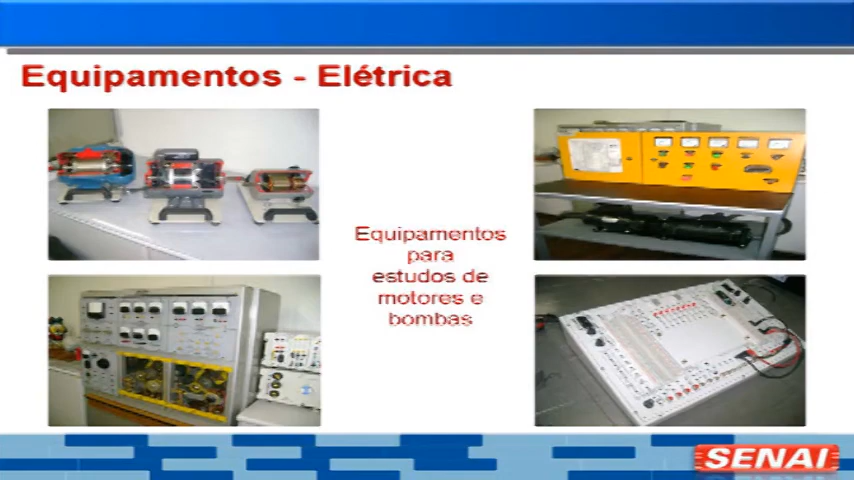 Equipamentos - Elétrica
Equipamentos
para
estudos de
motores e
bombas
SENAI